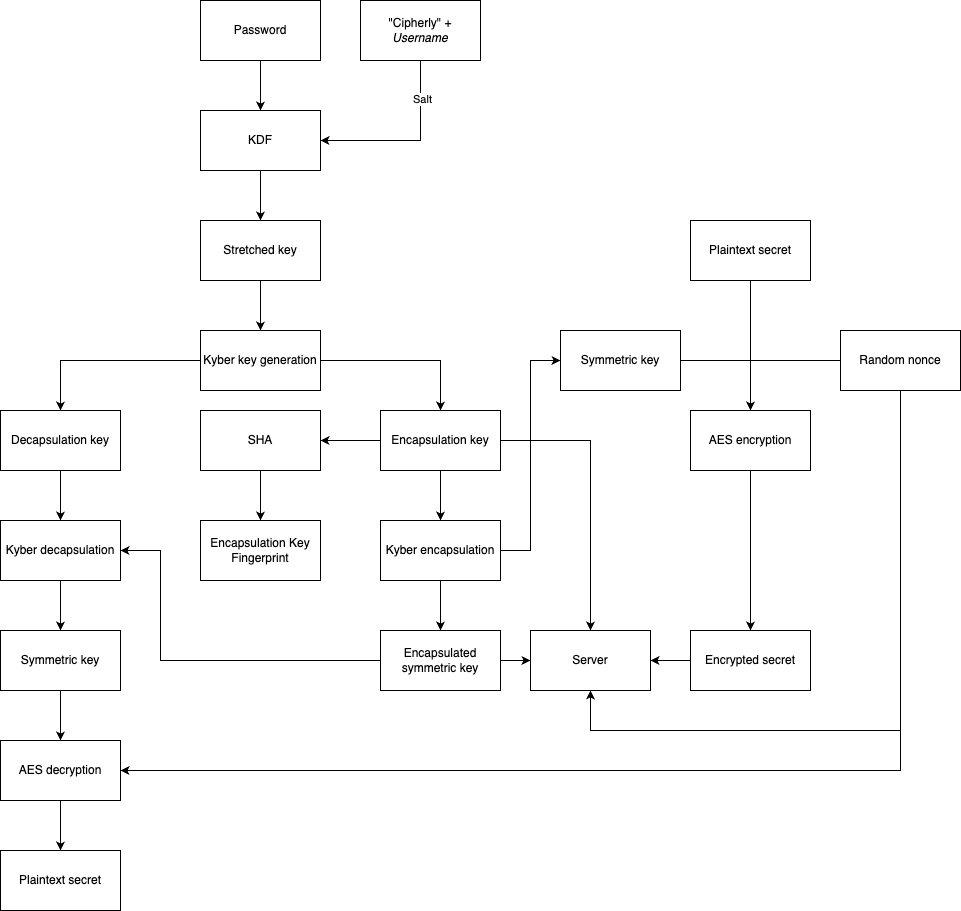 Password
"Cipherly" +
Username
Salt
KDF
Stretched key
Plaintext secret
Kyber key generation
Symmetric key
Random nonce
Decapsulation key
SHA
Encapsulation key
AES encryption
Kyber decapsulation
Encapsulation Key
Fingerprint
Kyber encapsulation
Symmetric key
Encapsulated
symmetric key
Server
Encrypted secret
AES decryption
Plaintext secret